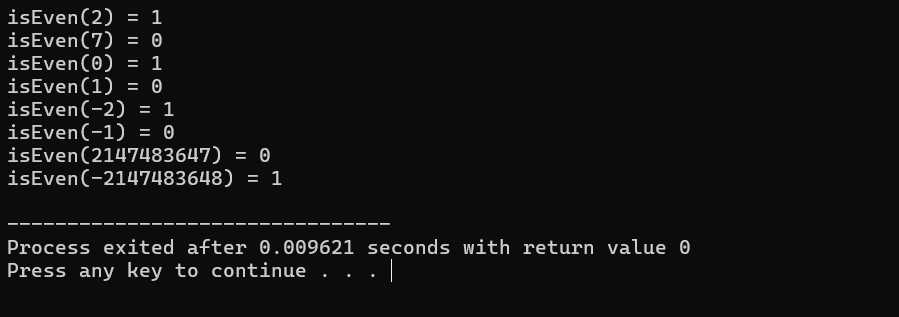 isEven(2) = 1
isEven(7) = 0
isEven(0) = 1
isEven(1) = 0
isEven(-2) = 1
isEven(-1) = 0
isEven(2147483647) = 0
isEven(-2147483648) = 1
--------------------------------
Process exited after 0.009621 seconds with return value 0
Press any key to continue . . .